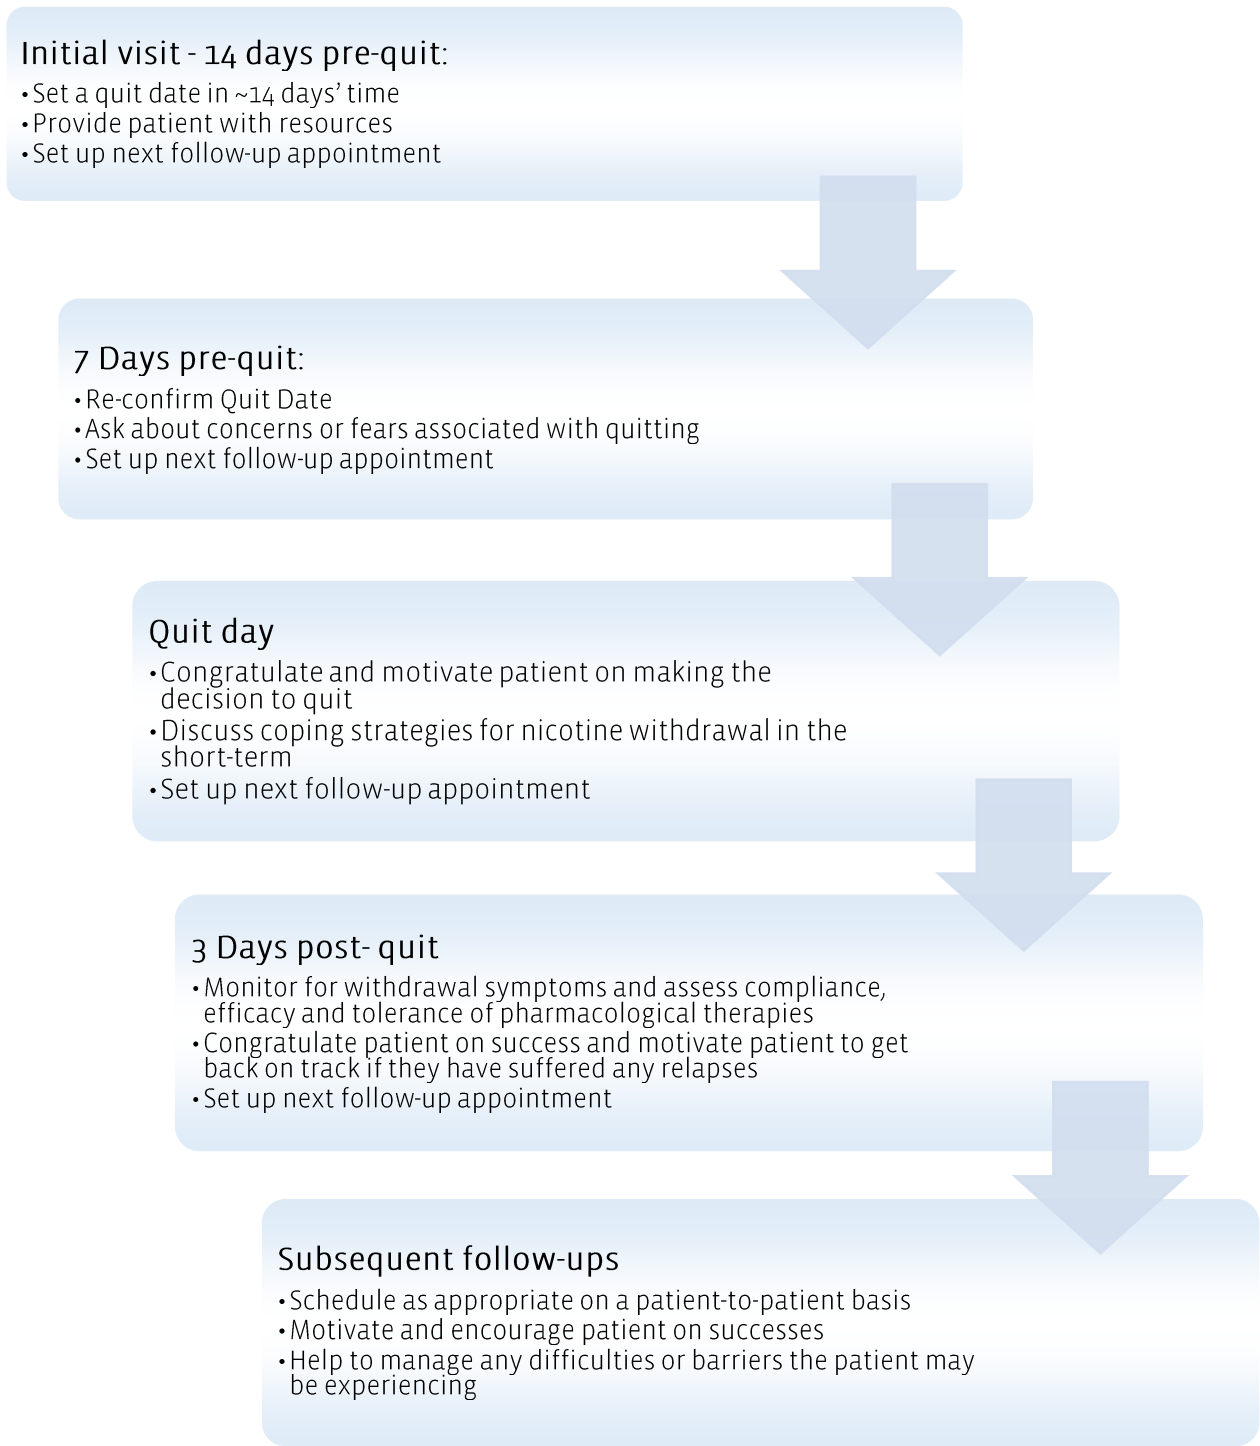 Initial visit - 14 days pre-quit:
•Set a quit date in ~14 days’ time
•Provide patient with resources
•Set up next follow-up appointment
7 Days pre-quit:
•Re-confirm Quit Date
•Ask about concerns or fears associated with quitting
•Set up next follow-up appointment
Quit day
•Congratulate and motivate patient on making the
decision to quit
•Discuss coping strategies for nicotine withdrawal in the
short-term
•Set up next follow-up appointment
3 Days post- quit
•Monitor for withdrawal symptoms and assess compliance,
efficacy and tolerance of pharmacological therapies
•Congratulate patient on success and motivate patient to get
back on track if they have suffered any relapses
•Set up next follow-up appointment
Subsequent follow-ups
•Schedule as appropriate on a patient-to-patient basis
•Motivate and encourage patient on successes
•Help to manage any difficulties or barriers the patient may
be experiencing